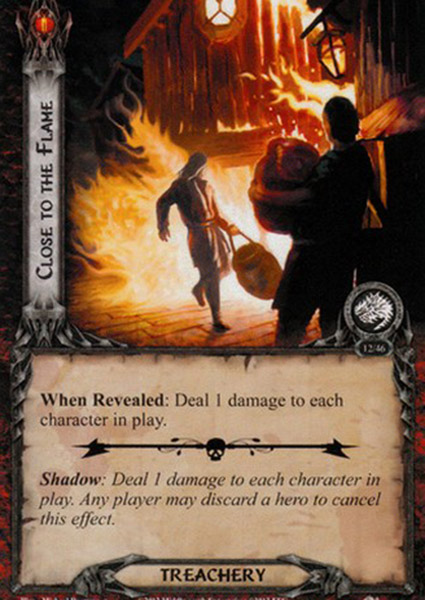 CLOSE TO THE FLAME
12/46
When Revealed: Deal 1 damage to each
character in play.
Shadow: Deal 1 damage to each character in
play. Any player may discard a hero to cancel
this effect.
TREACHERY